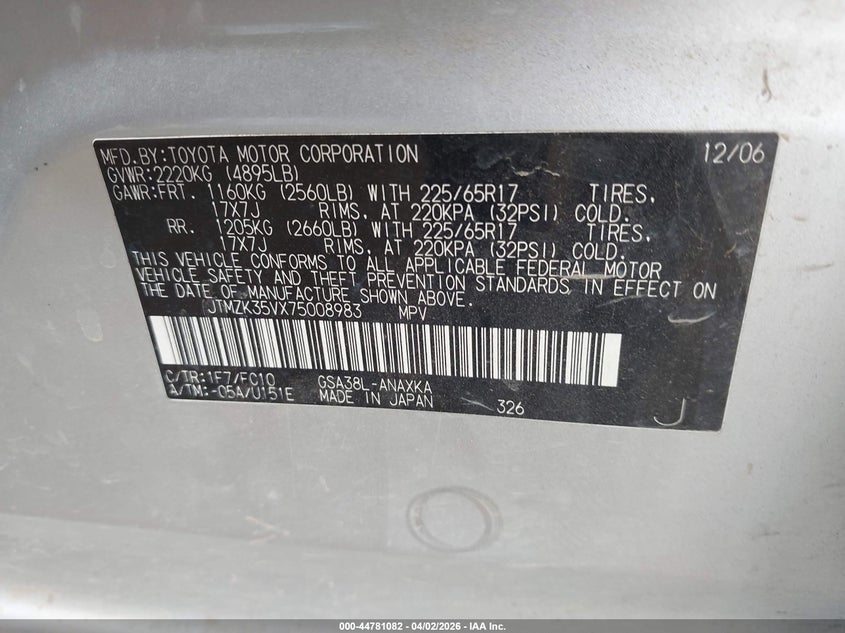 MFD.BY:TOYOTA MOTOR CORPORATION 12/06
GVWR:2220KG (4895LB)
GAWR:FRT. 1160KG (2560LB) WITH 225/65R17 TIRES,
17X7J RIMS, AT 220KPA (32PSI) COLD.
RR. 1205KG (2660LB) WITH 225/65R17 TIRES,
17X7J RIMS, AT 220KPA (32PSI) COLD.
THIS VEHICLE CONFORMS TO ALL APPLICABLE FEDERAL MOTOR
VEHICLE SAFETY AND THEFT PREVENTION STANDARDS IN EFFECT ON
THE DATE OF MANUFACTURE SHOWN ABOVE.
JTMZK35VX75008983 MPV
C/TR:1F7/FC10 GSA38L-ANAXKA
A/TM:-05A/U151E MADE IN JAPAN 326 J
000-44781082 - 04/02/2026 - IAA Inc.